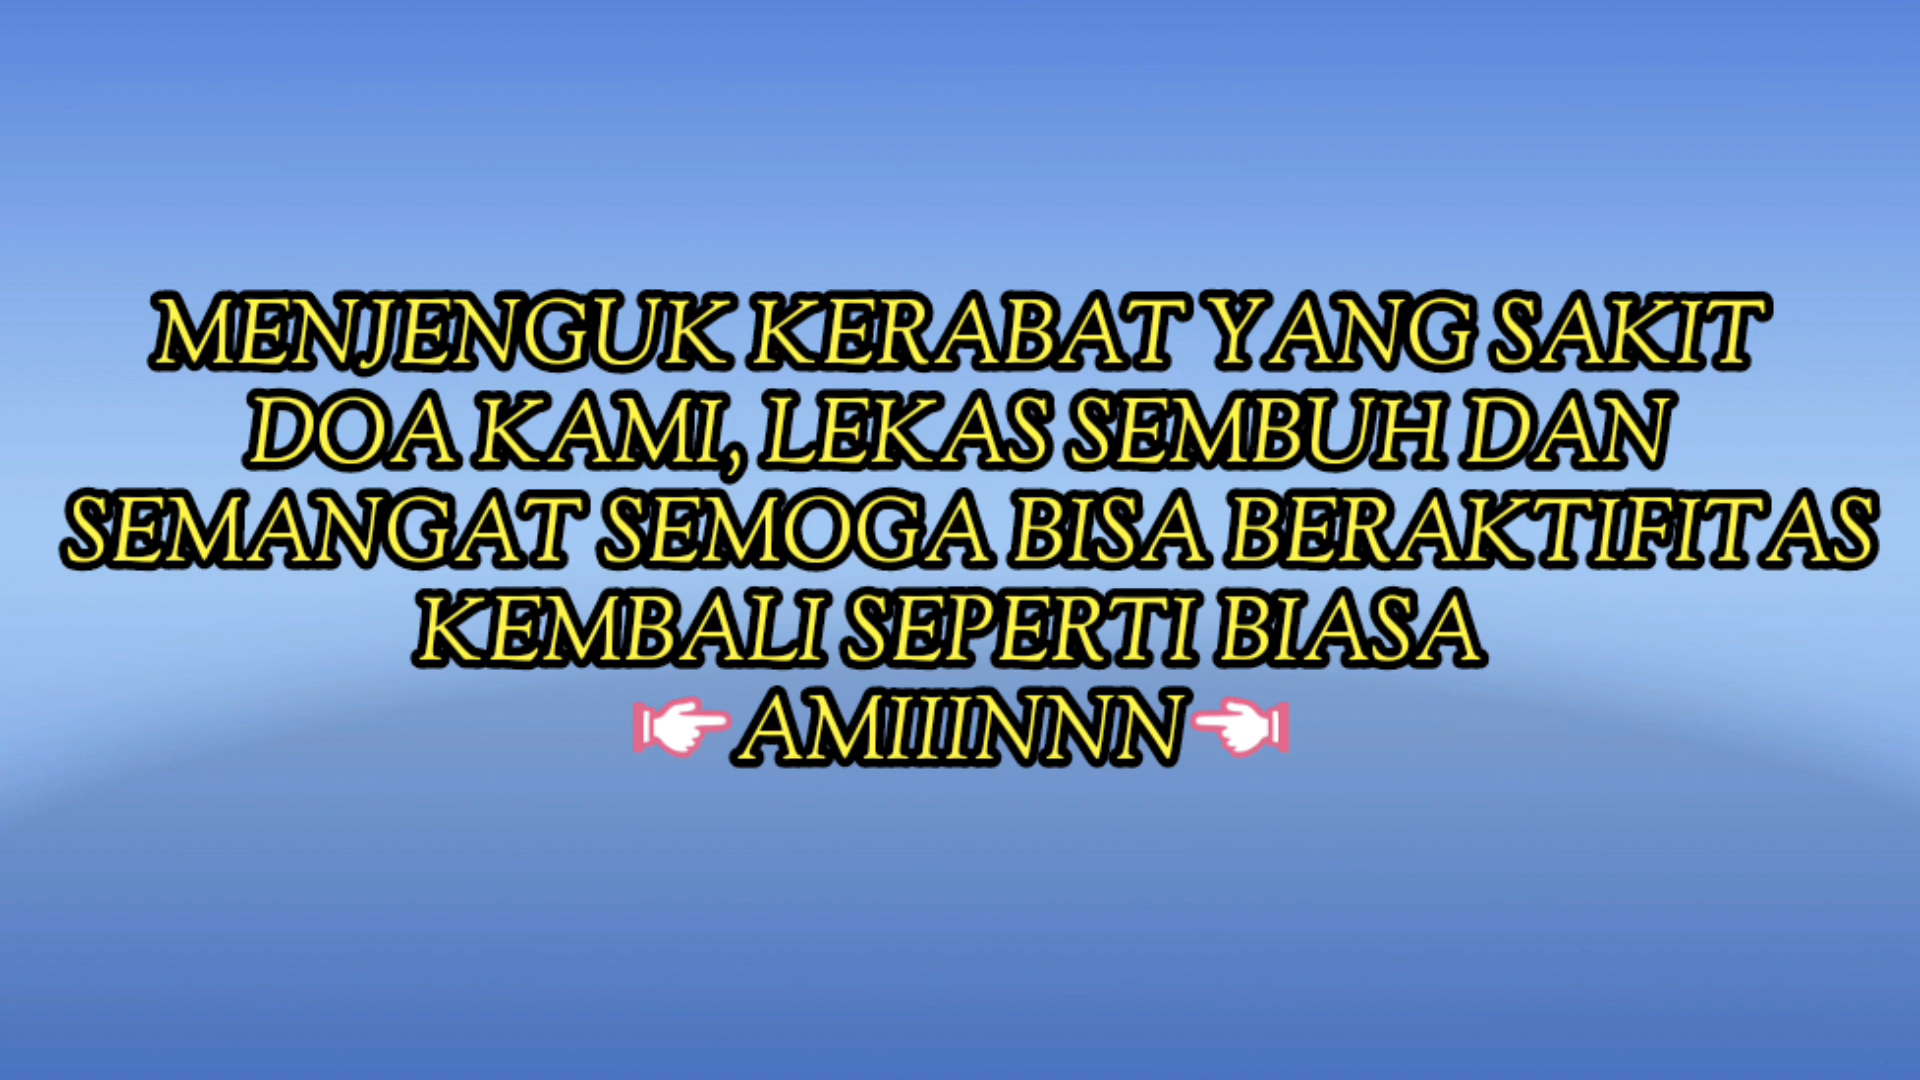 MENJENGUK KERABAT YANG SAKIT
DOA KAMI, LEKAS SEMBUH DAN
SEMANGAT SEMOGA BISA BERAKTIFITAS
KEMBALI SEPERTI BIASA
AMIIINNN